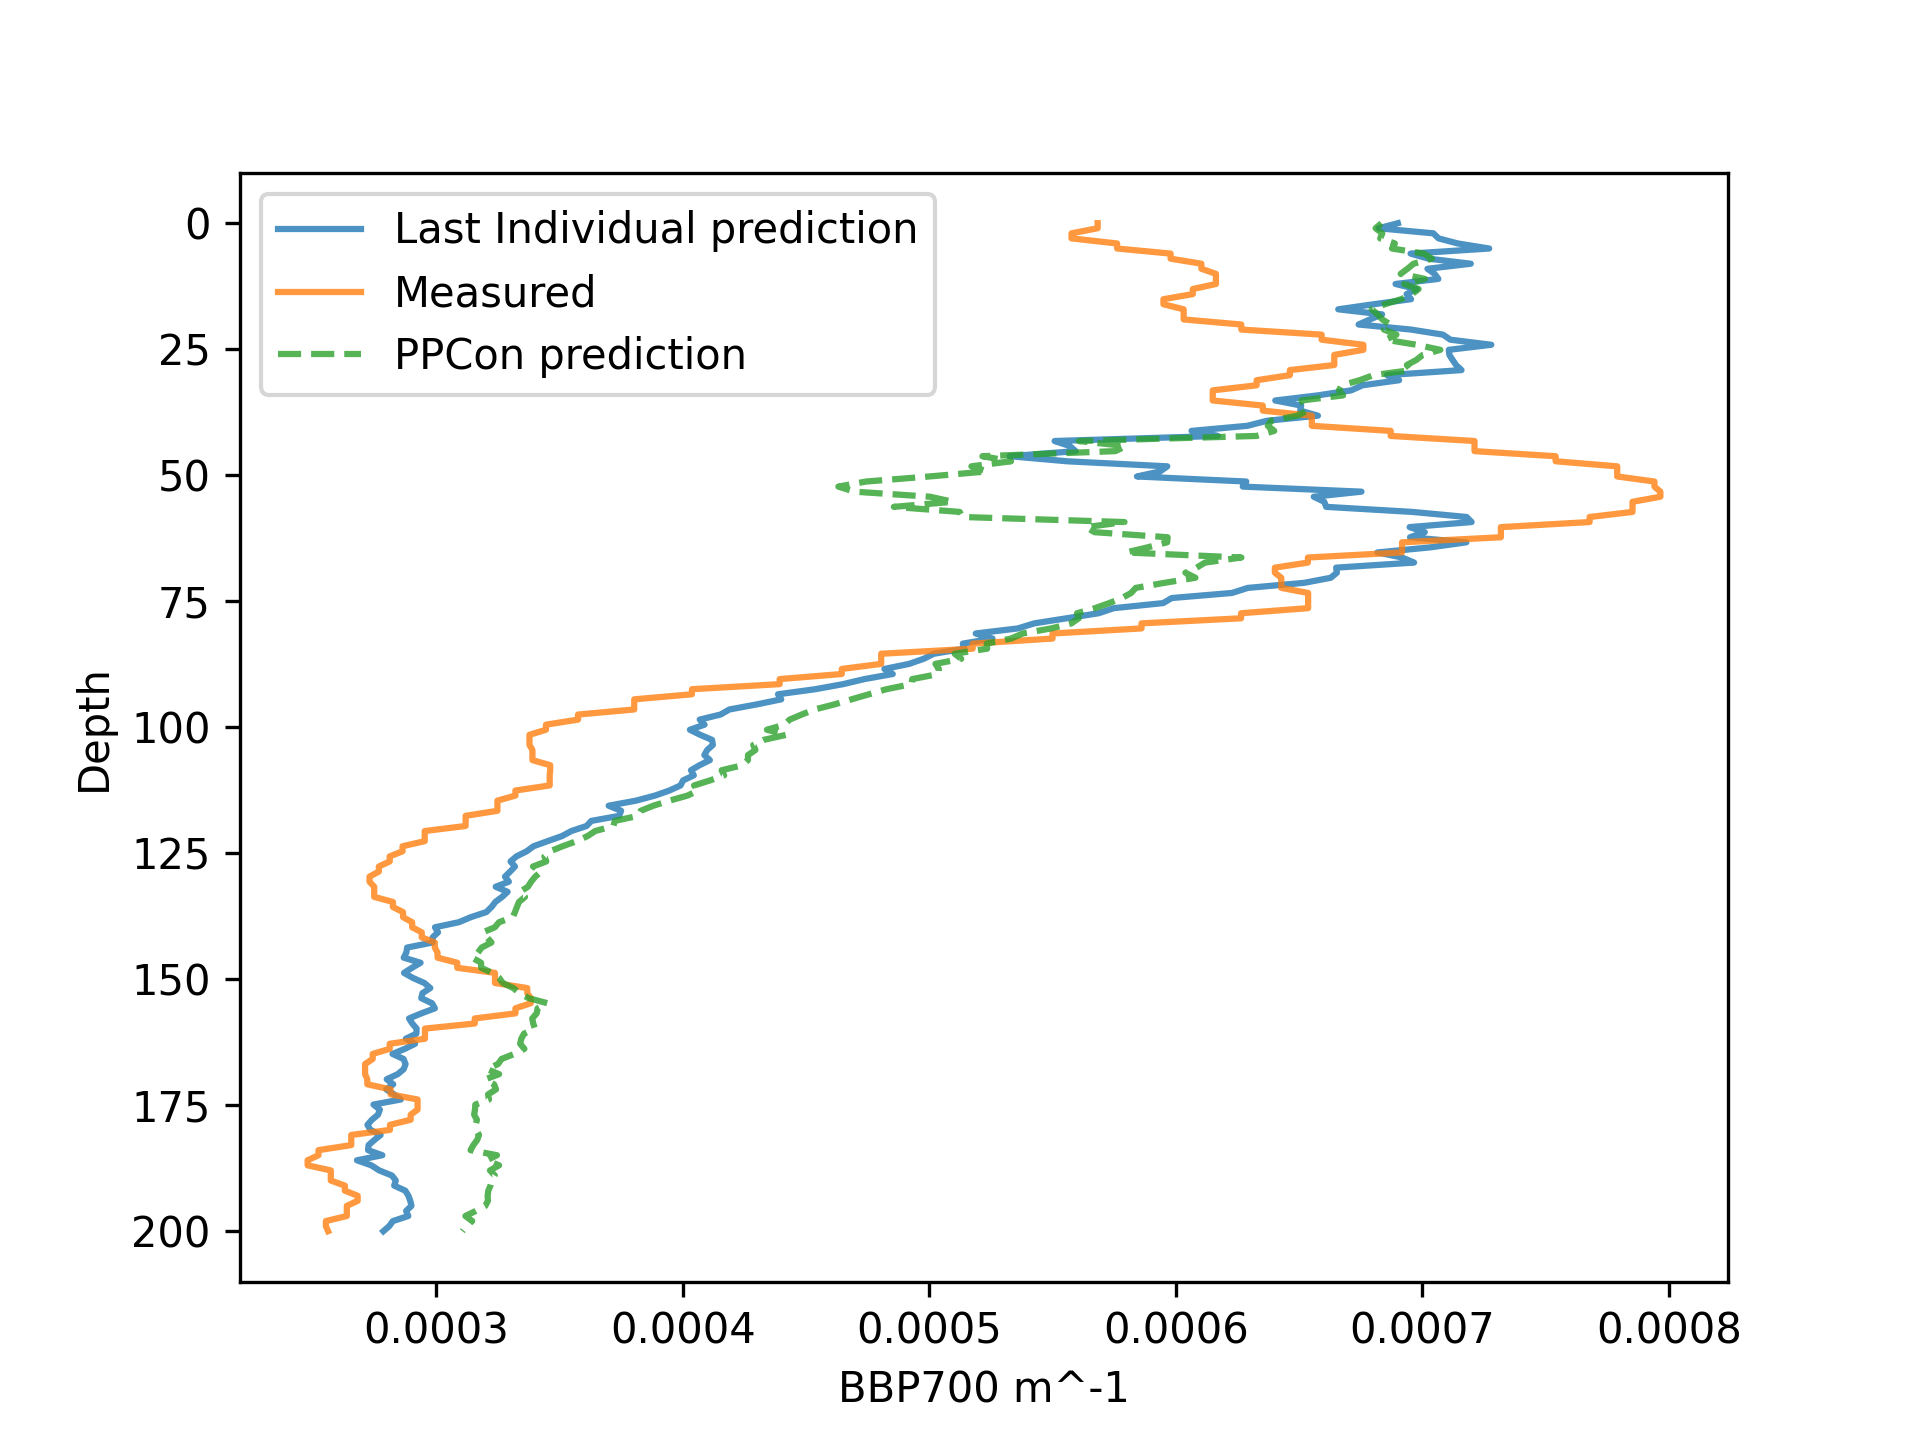 Last Individual prediction
Measured
PPCon prediction
0
25
50
75
100
125
150
175
200
Depth
0.0003 0.0004 0.0005 0.0006 0.0007 0.0008
BBP700 m^-1